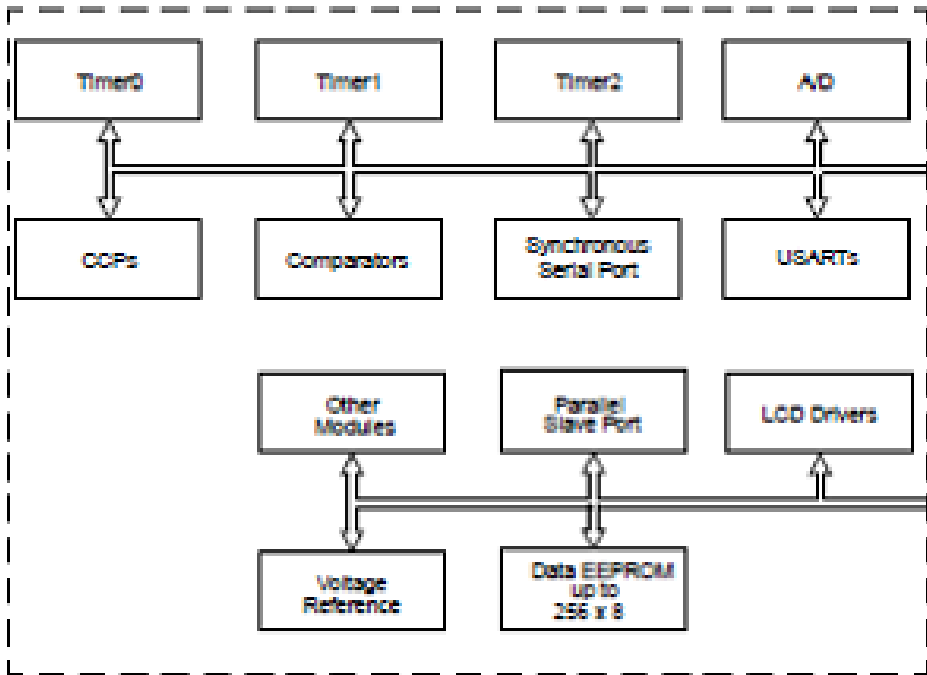 Timer0
Timer1
Timer2
A/D
CCPs
Comparators
Synchronous
Serial Port
USARTs
Other
Modules
Parallel
Slave Port
LCD Drivers
Voltage
Reference
Data EEPROM
up to
256 x 8